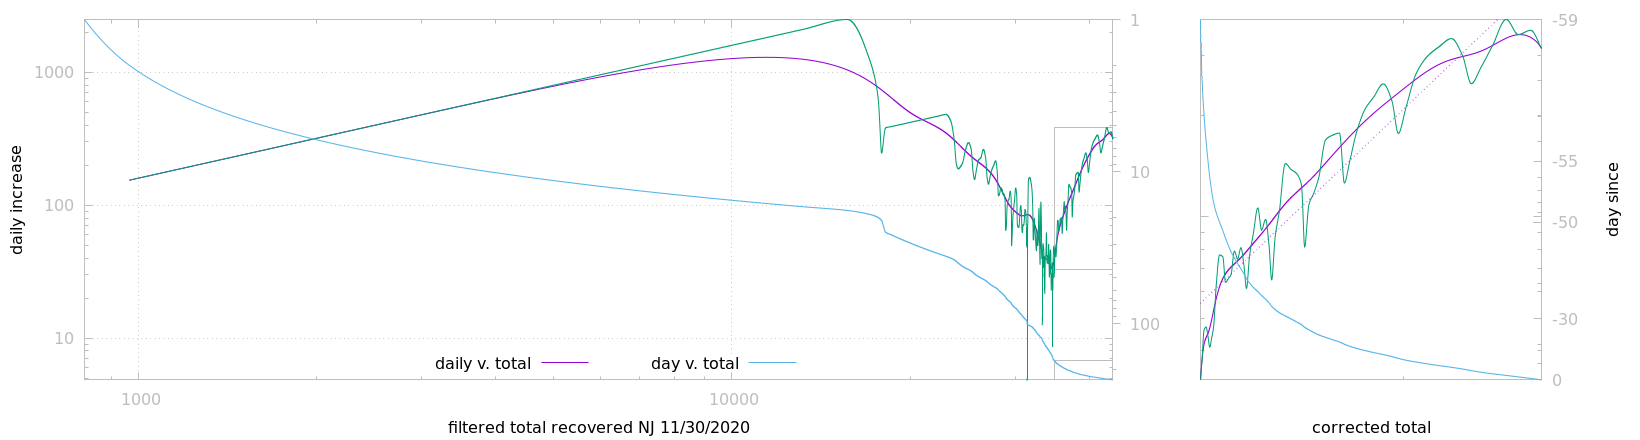 1
-59
1000
daily increase
-55
10
day since
100
-50
-30
10
100
daily v. total
day v. total
0
1000
10000
filtered total recovered NJ 11/30/2020
corrected total